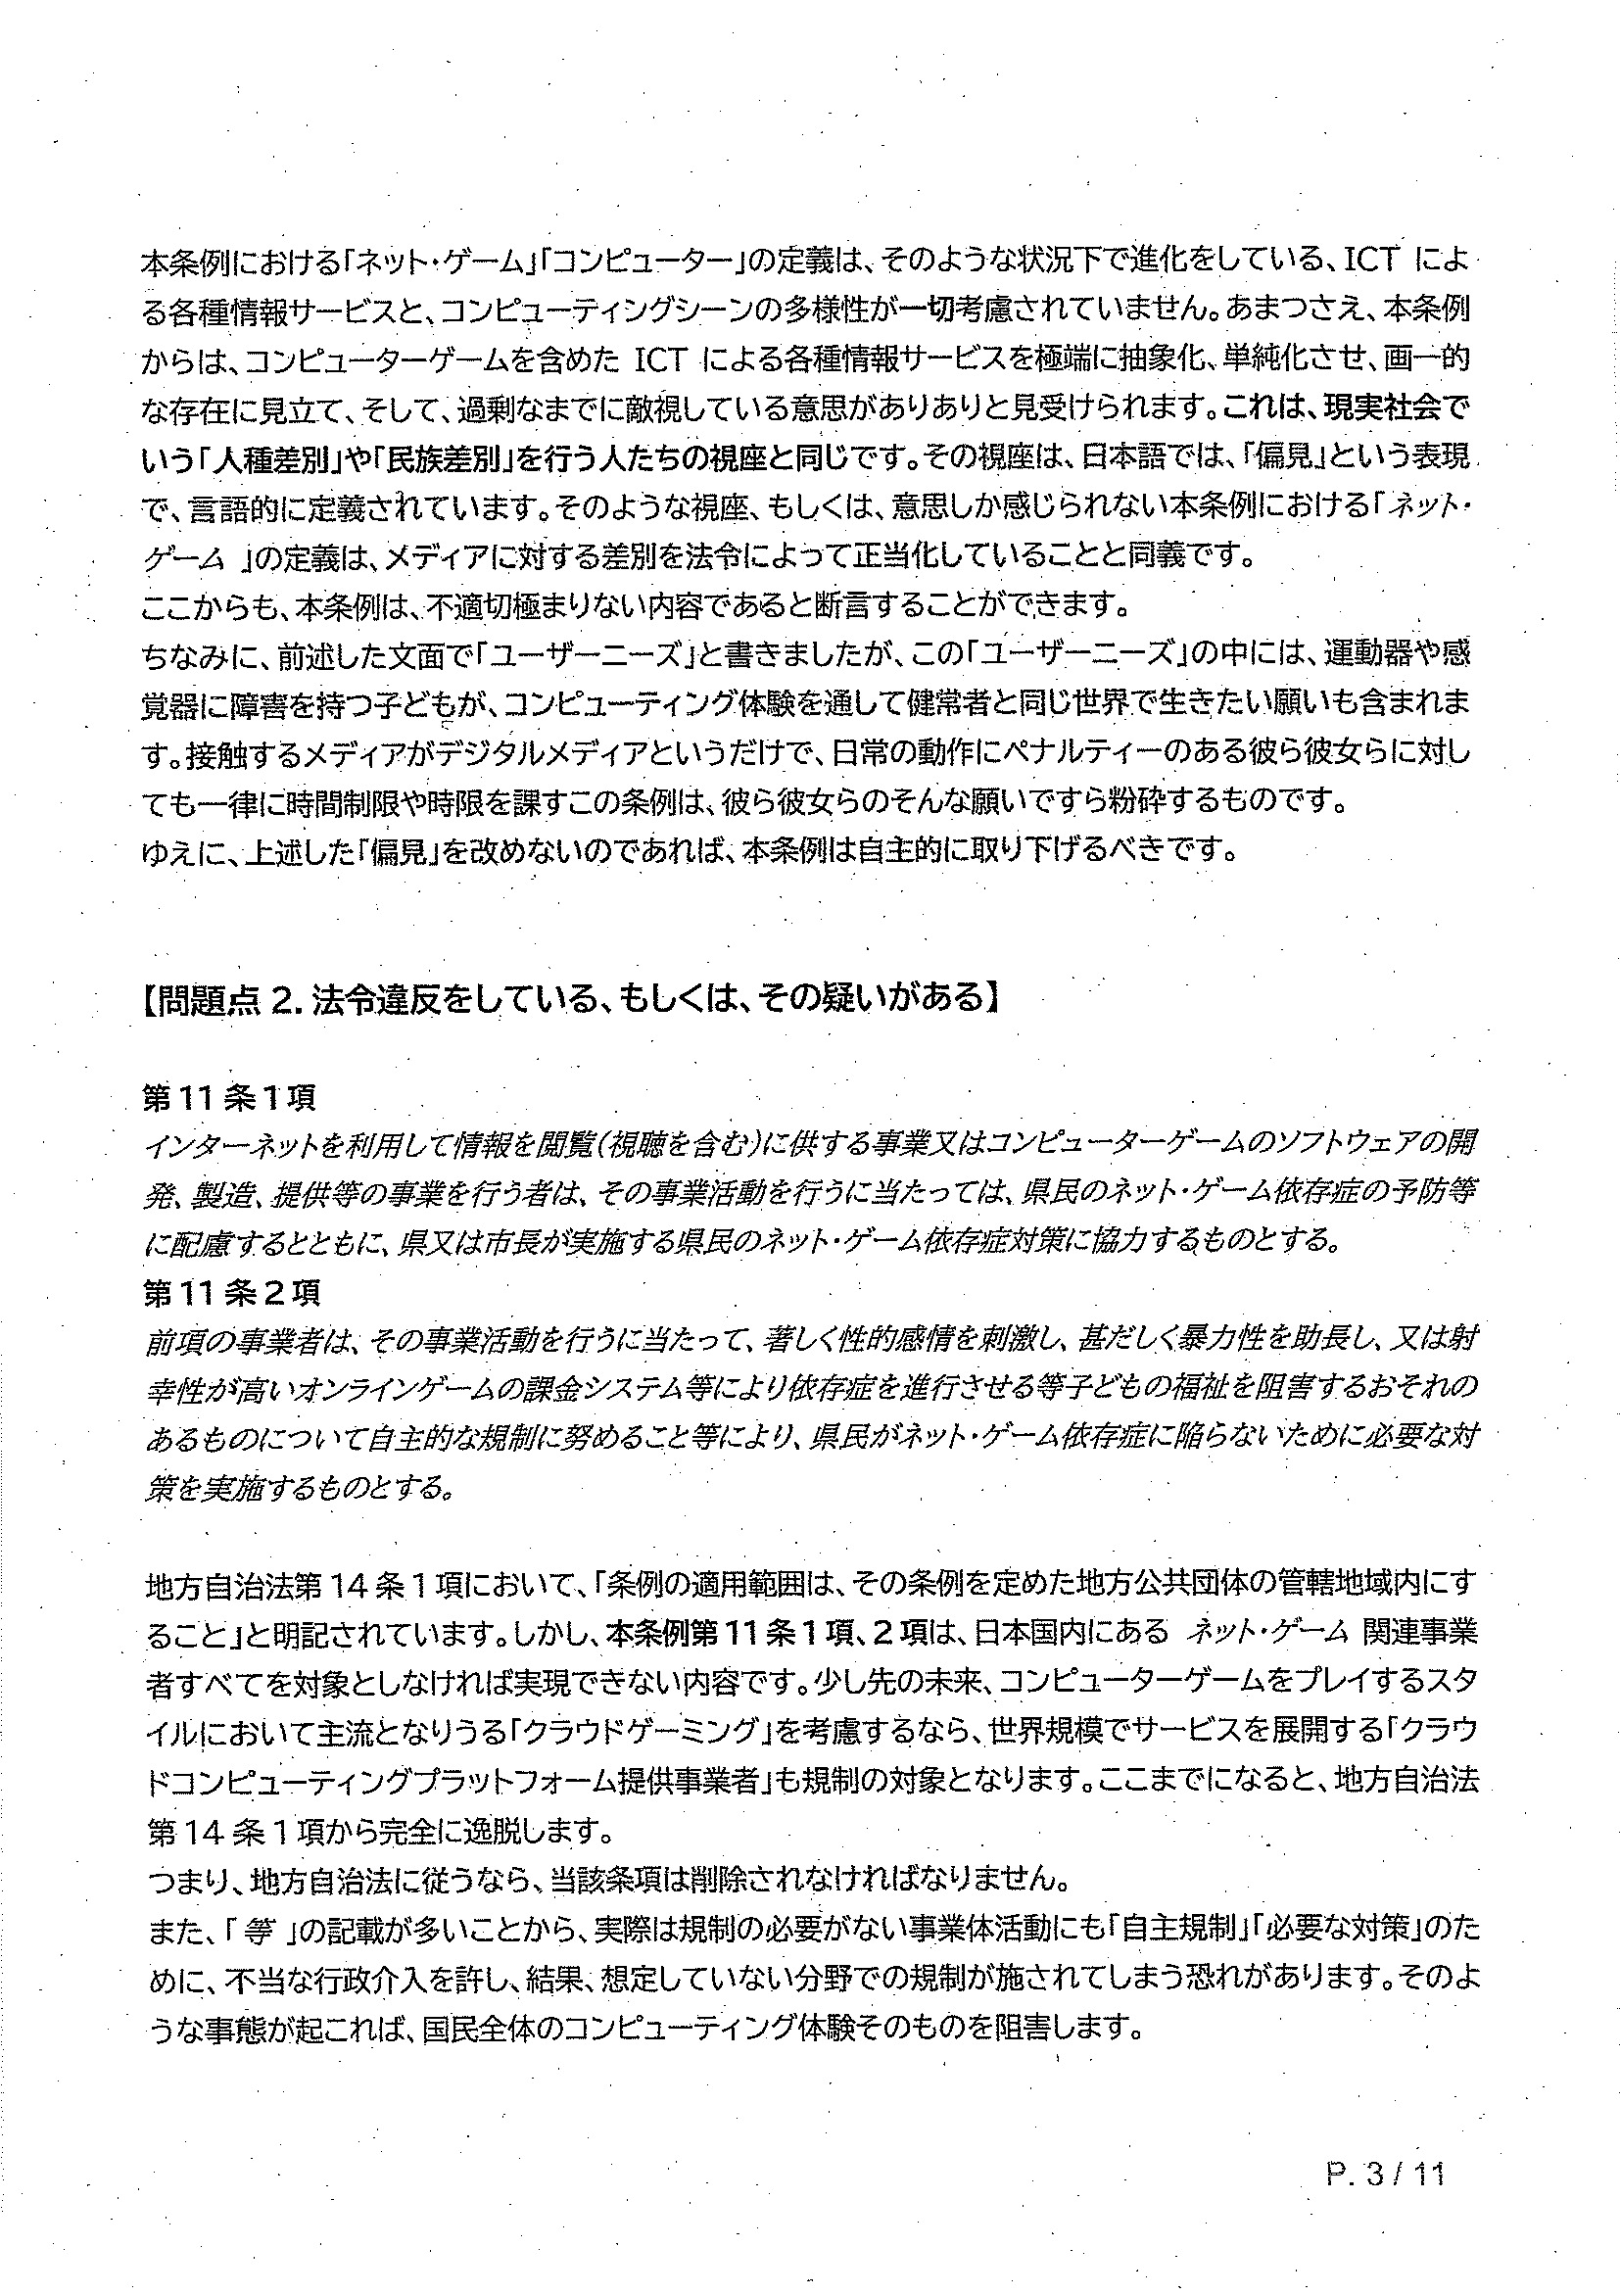 本条例における「ネット・ゲーム」「コンピューター」の定義は、そのような状況下で進化をしている、ICT によ
る各種情報サービスと、コンピューティングシーンの多様性が一切考慮されていません。あまつさえ、本条例
からは、コンピューターゲームを含めた ICT による各種情報サービスを極端に抽象化、単純化させ、画一的
な存在に見立て、そして、過剰なまでに敵視している意思がありありと見受けられます。これは、現実社会で
いう「人種差別」や「民族差別」を行う人たちの視座と同じです。その視座は、日本語では、「偏見」という表現
で、言語的に定義されています。そのような視座、もしくは、意思しか感じられない本条例における「 ネット・
ゲーム 」の定義は、メディアに対する差別を法令によって正当化していることと同義です。
ここからも、本条例は、不適切極まりない内容であると断言することができます。
ちなみに、前述した文面で「ユーザーニーズ」と書きましたが、この「ユーザーニーズ」の中には、運動器や感
覚器に障害を持つ子どもが、コンピューティング体験を通して健常者と同じ世界で生きたい願いも含まれま
す。接触するメディアがデジタルメディアというだけで、日常の動作にペナルティーのある彼ら彼女らに対し
ても一律に時間制限や時限を課すこの条例は、彼ら彼女らのそんな願いですら粉砕するものです。
ゆえに、上述した「偏見」を改めないのであれば、本条例は自主的に取り下げるべきです。
【問題点 2. 法令違反をしている、もしくは、その疑いがある】
第 11 条 1 項
インターネットを利用して情報を閲覧(視聴を含む)に供する事業又はコンピューターゲームのソフトウェアの開
発、製造、提供等の事業を行う者は、その事業活動を行うに当たっては、県民のネット・ゲーム依存症の予防等
に配慮するとともに、県又は市長が実施する県民のネット・ゲーム依存症対策に協力するものとする。
第 11 条 2 項
前項の事業者は、その事業活動を行うに当たって、著しく性的感情を刺激し、甚だしく暴力性を助長し、又は射
幸性が高いオンラインゲームの課金システム等により依存症を進行させる等子どもの福祉を阻害するおそれの
あるものについて自主的な規制に努めること等により、県民がネット・ゲーム依存症に陥らないために必要な対
策を実施するものとする。
地方自治法第 14 条 1 項において、「条例の適用範囲は、その条例を定めた地方公共団体の管轄地域内にす
ること」と明記されています。しかし、本条例第 11 条 1 項、2 項は、日本国内にある ネット・ゲーム 関連事業
者すべてを対象としなければ実現できない内容です。少し先の未来、コンピューターゲームをプレイするスタ
イルにおいて主流となりうる「クラウドゲーミング」を考慮するなら、世界規模でサービスを展開する「クラウ
ドコンピューティングプラットフォーム提供事業者」も規制の対象となります。ここまでになると、地方自治法
第 14 条 1 項から完全に逸脱します。
つまり、地方自治法に従うなら、当該条項は削除されなければなりません。
また、「 等 」の記載が多いことから、実際は規制の必要がない事業体活動にも「自主規制」「必要な対策」のた
めに、不当な行政介入を許し、結果、想定していない分野での規制が施されてしまう恐れがあります。そのよ
うな事態が起これば、国民全体のコンピューティング体験そのものを阻害します。
P. 3 / 11